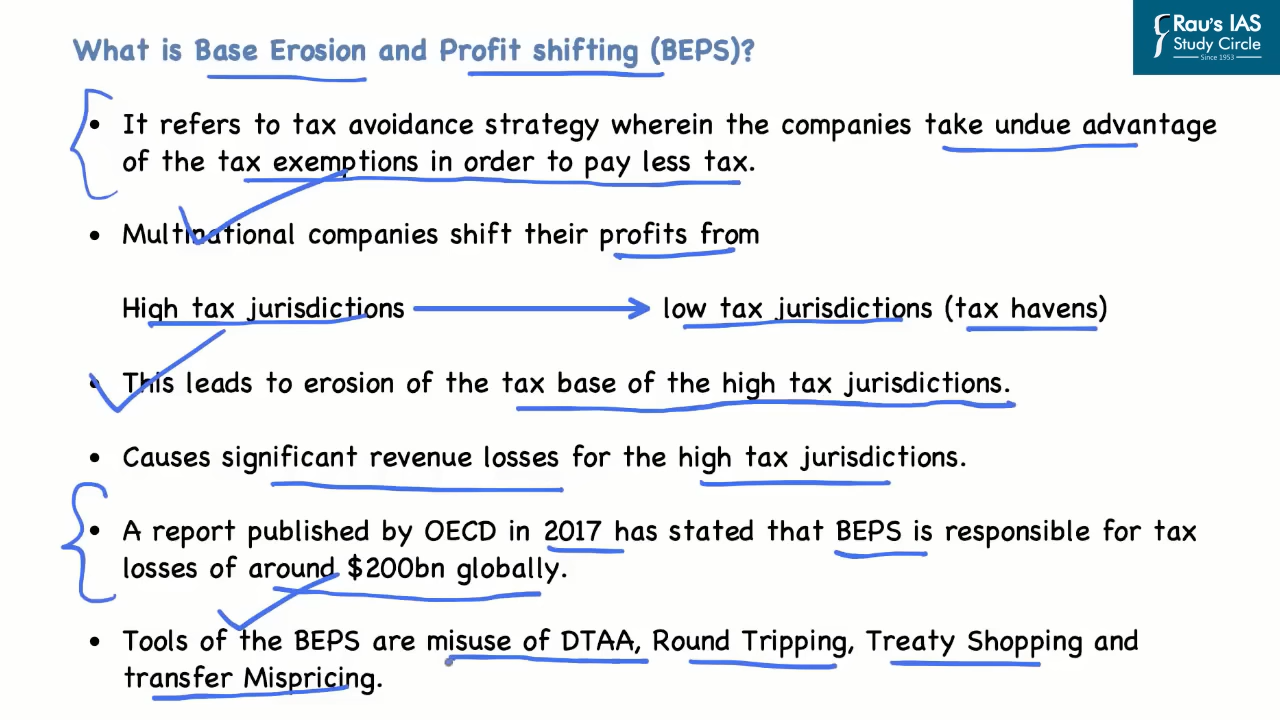 Rau's IAS
Study Circle
Since 1953
What is Base Erosion and Profit shifting (BEPS)?
• It refers to tax avoidance strategy wherein the companies take undue advantage
of the tax exemptions in order to pay less tax.
• Multinational companies shift their profits from
High tax jurisdictions → low tax jurisdictions (tax havens)
• This leads to erosion of the tax base of the high tax jurisdictions.
• Causes significant revenue losses for the high tax jurisdictions.
• A report published by OECD in 2017 has stated that BEPS is responsible for tax
losses of around $200bn globally.
• Tools of the BEPS are misuse of DTAA, Round Tripping, Treaty Shopping and
transfer Mispricing.